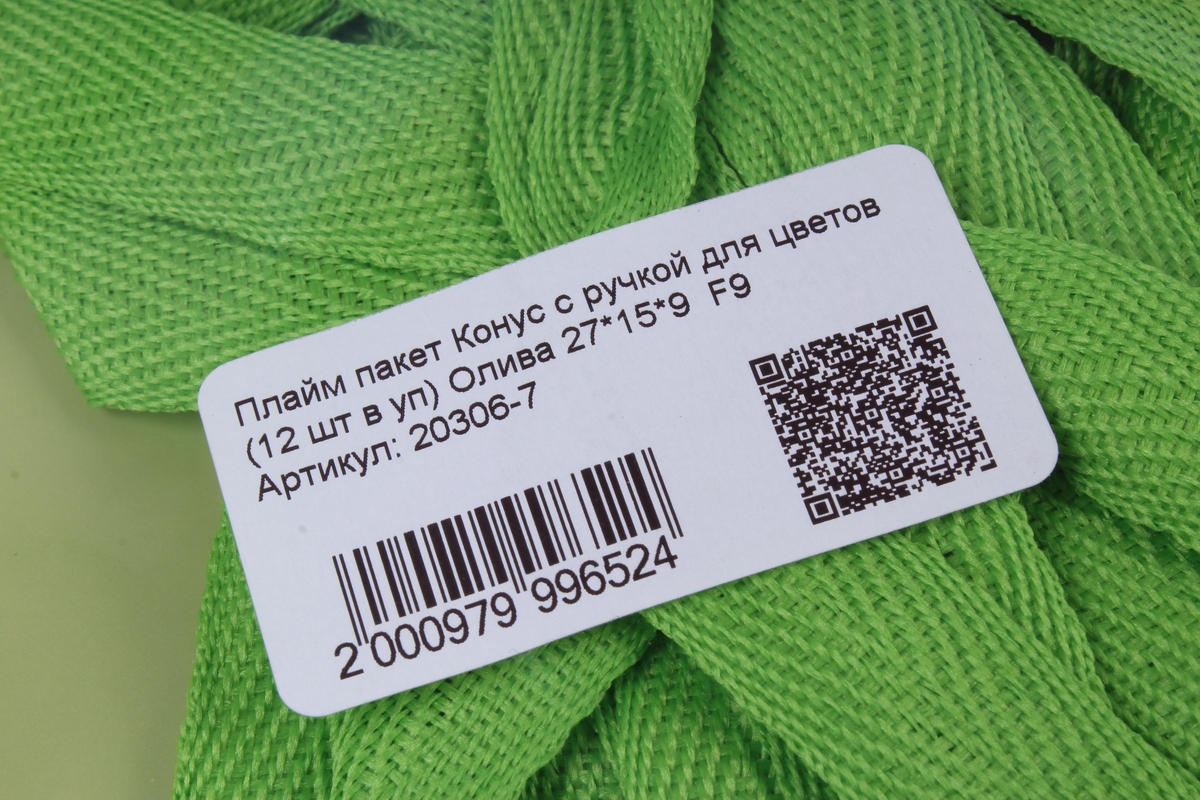 Плайм пакет Конус с ручкой для цветов
(12 шт в уп) Олива 27*15*9 F9
Артикул: 20306-7
2 000979 996524